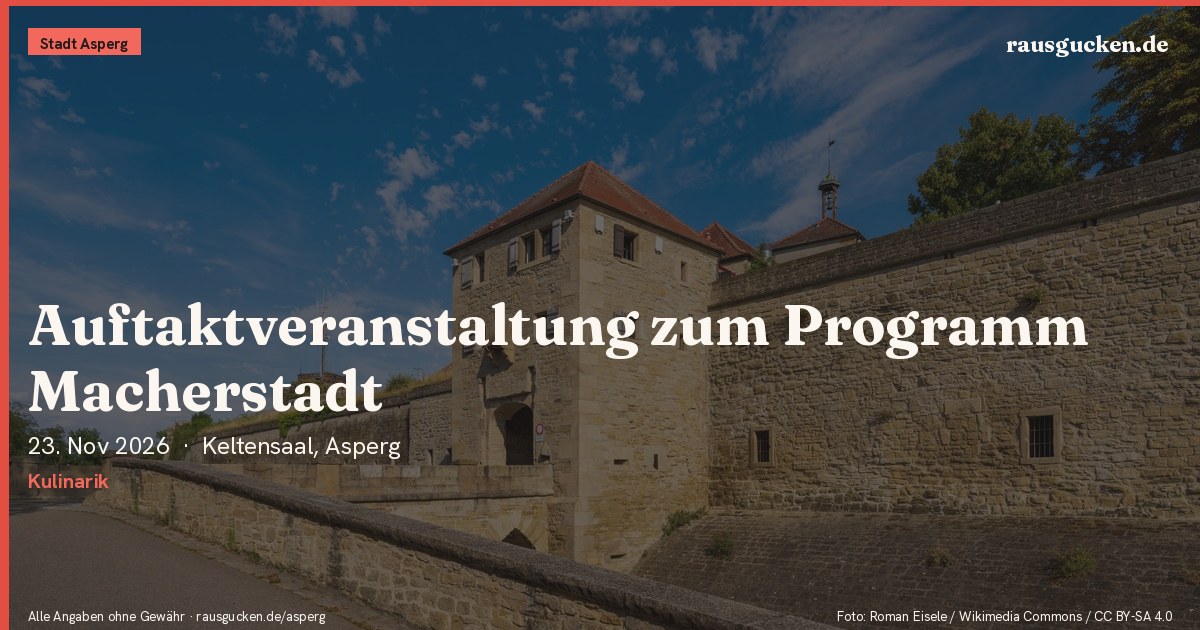 Stadt Asperg
rausgucken.de
Auftaktveranstaltung zum Programm
Macherstadt
23. Nov 2026 · Keltensaal, Asperg
Kulinarik
Alle Angaben ohne Gewähr · rausgucken.de/asperg
Foto: Roman Eisele / Wikimedia Commons / CC BY-SA 4.0